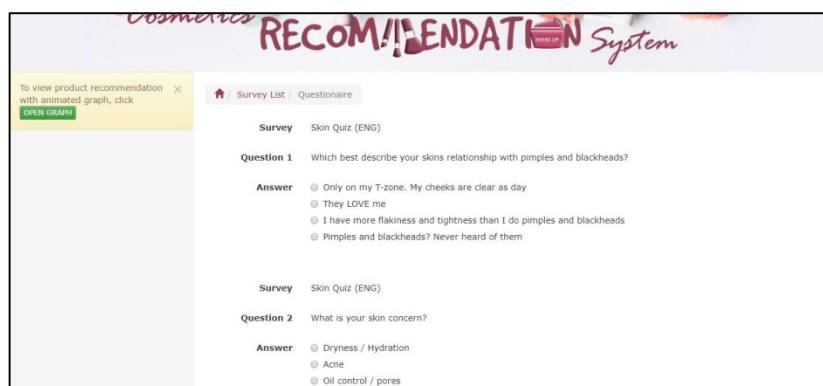 Cosmetics
RECOMMENDATION System
MAKE UP
To view product recommendation ×
with animated graph, click
OPEN GRAPH
/ Survey List / Questionaire
Survey Skin Quiz (ENG)
Question 1 Which best describe your skins relationship with pimples and blackheads?
Answer Only on my T-zone. My cheeks are clear as day
They LOVE me
I have more flakiness and tightness than I do pimples and blackheads
Pimples and blackheads? Never heard of them
Survey Skin Quiz (ENG)
Question 2 What is your skin concern?
Answer Dryness / Hydration
Acne
Oil control / pores